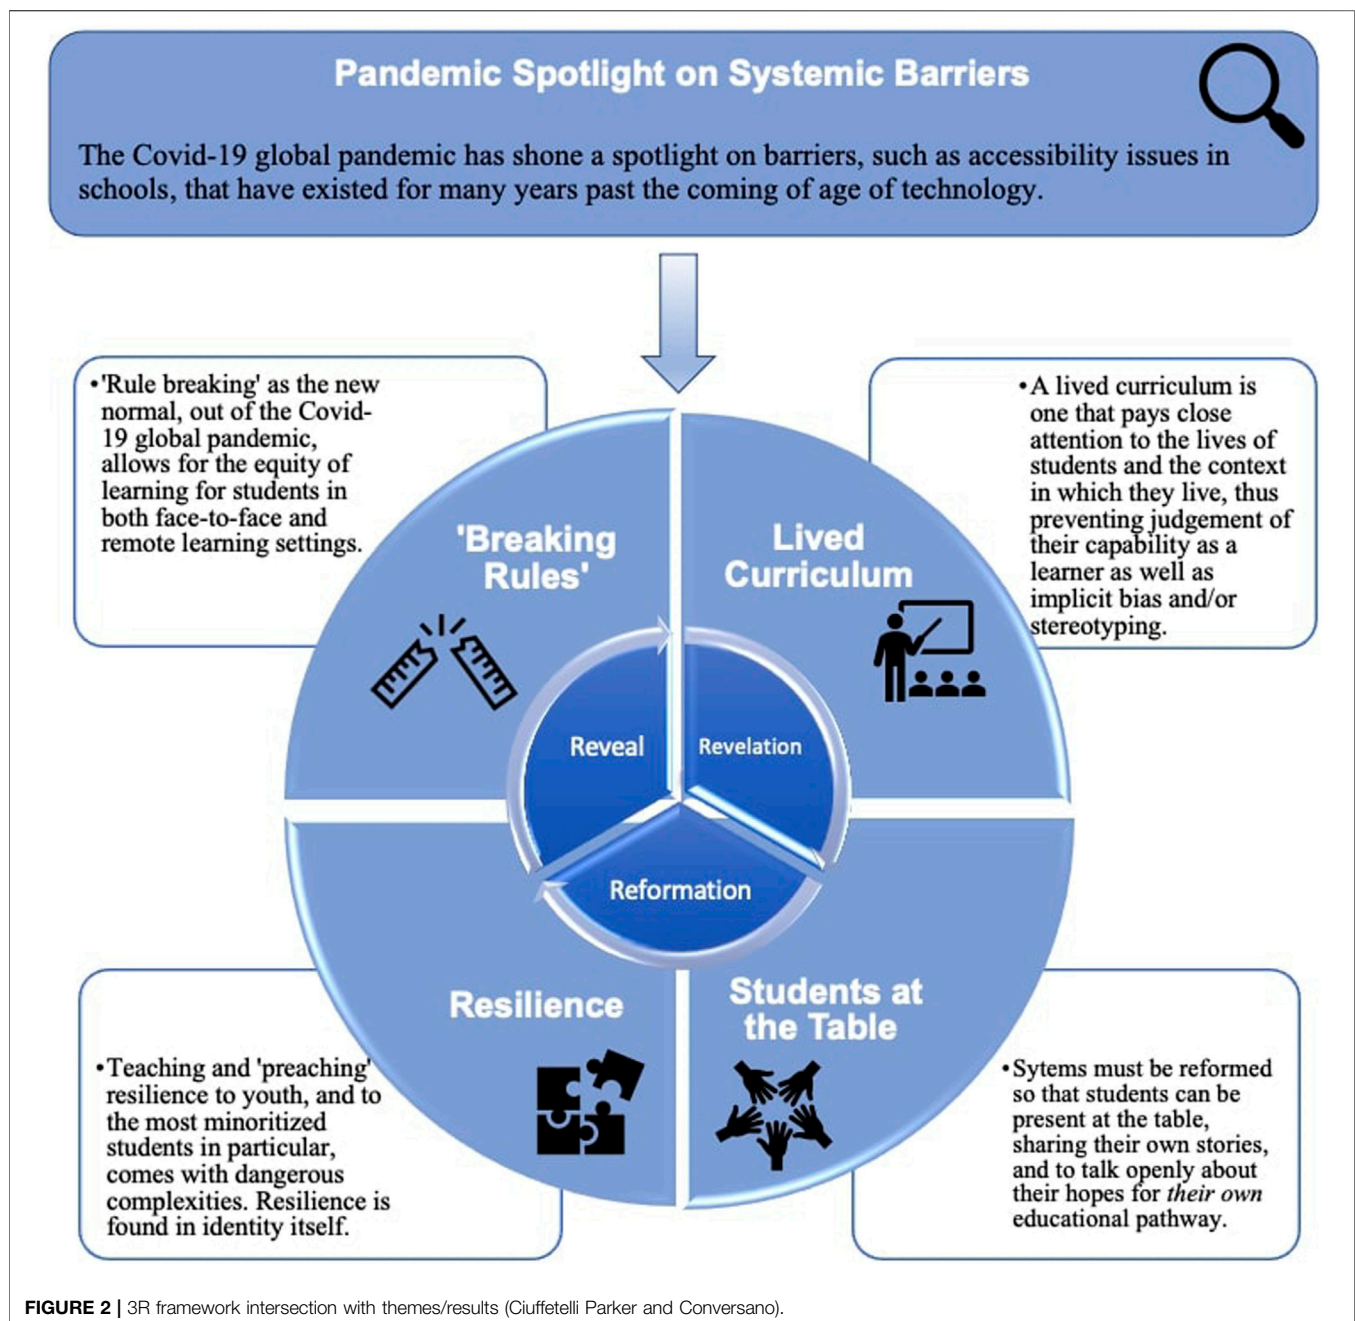 Pandemic Spotlight on Systemic Barriers
The Covid-19 global pandemic has shone a spotlight on barriers, such as accessibility issues in
schools, that have existed for many years past the coming of age of technology.
•'Rule breaking' as the new
normal, out of the Covid-
19 global pandemic,
allows for the equity of
learning for students in
both face-to-face and
remote learning settings.
•A lived curriculum is
one that pays close
attention to the lives of
students and the context
in which they live, thus
preventing judgement of
their capability as a
learner as well as
implicit bias and/or
stereotyping.
'Breaking
Rules'
Lived
Curriculum
Reveal
Revelation
Reformation
Resilience
Students at
the Table
•Teaching and 'preaching'
resilience to youth, and to
the most minoritized
students in particular,
comes with dangerous
complexities. Resilience is
found in identity itself.
•Sytems must be reformed
so that students can be
present at the table,
sharing their own stories,
and to talk openly about
their hopes for their own
educational pathway.
FIGURE 2 | 3R framework intersection with themes/results (Ciuffetelli Parker and Conversano).